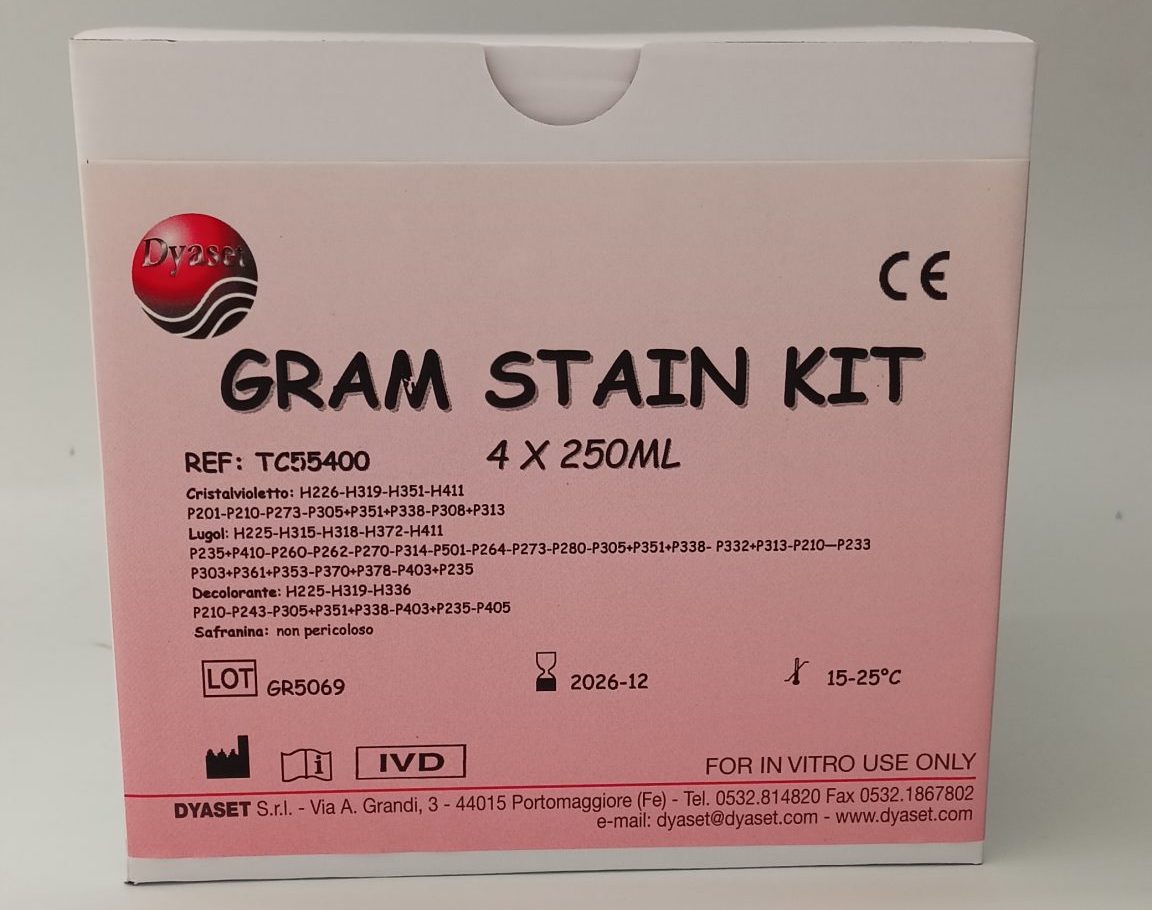 Dyaset
CE
GRAM STAIN KIT
REF: TC55400 4 X 250ML
Cristalvioletto: H226-H319-H351-H411
P201-P210-P273-P305+P351+P338-P308+P313
Lugol: H225-H315-H318-H372-H411
P235+P410-P260-P262-P270-P314-P501-P264-P273-P280-P305+P351+P338- P332+P313-P210—P233
P303+P361+P353-P370+P378-P403+P235
Decolorante: H225-H319-H336
P210-P243-P305+P351+P338-P403+P235-P405
Safranina: non pericoloso
LOT GR5069 2026-12 15-25°C
i IVD FOR IN VITRO USE ONLY
DYASET S.r.l. - Via A. Grandi, 3 - 44015 Portomaggiore (Fe) - Tel. 0532.814820 Fax 0532.1867802
e-mail: dyaset@dyaset.com - www.dyaset.com